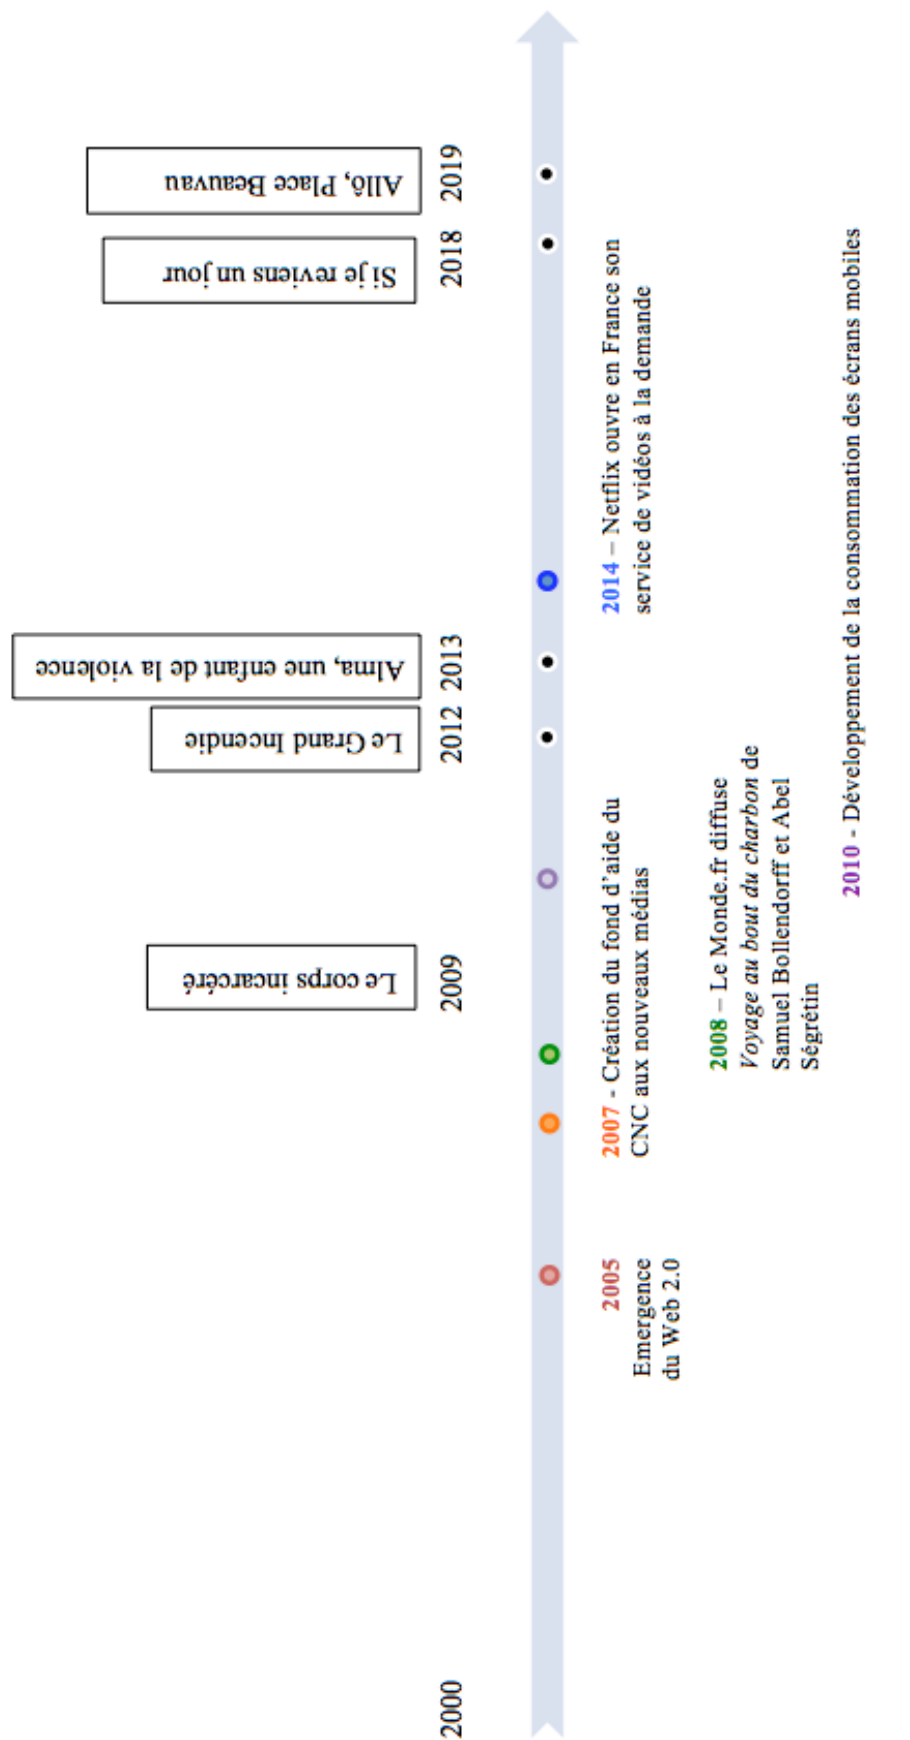 2000
2009
2012
2013
2018
2019
Le corps incarcéré
Le Grand Incendie
Alma, une enfant de la violence
Si je reviens un jour
Allô, Place Beauvau
2005
Emergence
du Web 2.0
2007 - Création du fond d’aide du
CNC aux nouveaux médias
2008 – Le Monde.fr diffuse
Voyage au bout du charbon de
Samuel Bollendorff et Abel
Ségrétin
2010 - Développement de la consommation des écrans mobiles
2014 – Netflix ouvre en France son
service de vidéos à la demande